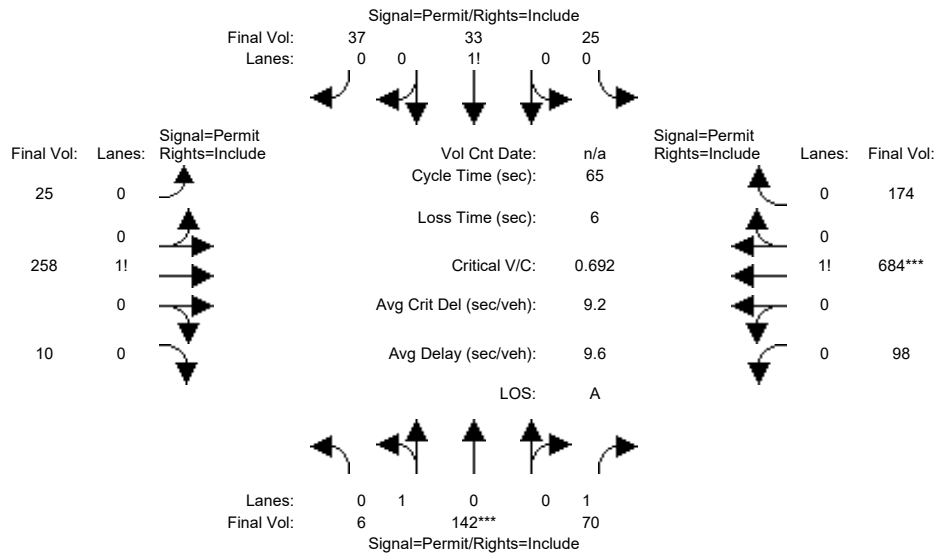 Signal=Permit/Rights=Include
Final Vol: 37 33 25
Lanes: 0 0 1! 0 0
Signal=Permit
Final Vol: Lanes: Rights=Include
Vol Cnt Date: n/a
Signal=Permit
Rights=Include Lanes: Final Vol:
Cycle Time (sec): 65
25 0
0 174
Loss Time (sec): 6
0
0
258 1!
Critical V/C: 0.692
1! 684***
0
Avg Crit Del (sec/veh): 9.2
0
10 0
Avg Delay (sec/veh): 9.6
0 98
LOS: A
Lanes: 0 1 0 0 1
Final Vol: 6 142*** 70
Signal=Permit/Rights=Include